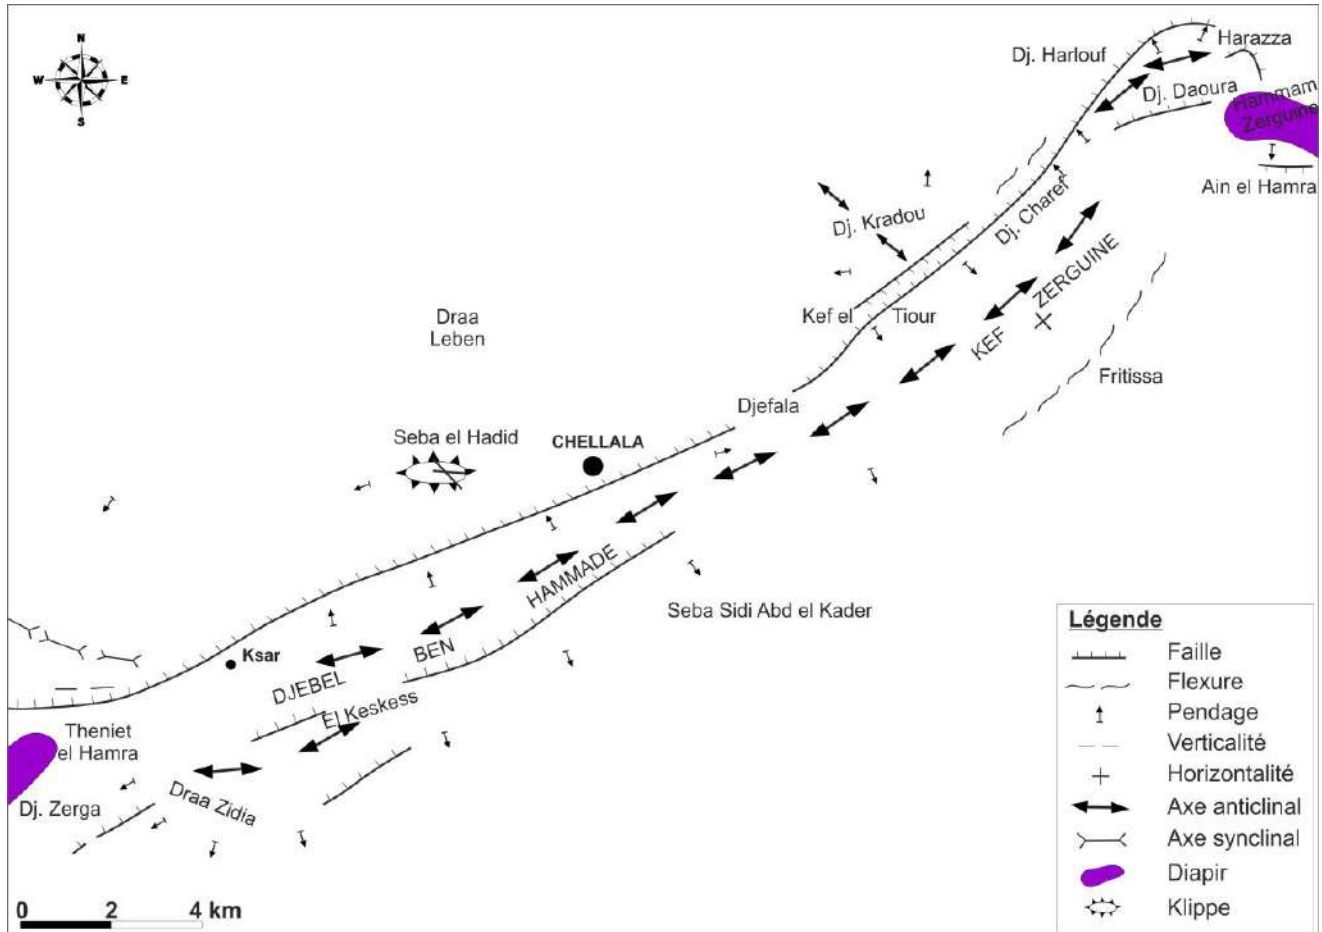 N
W
E
S
Dj. Harlouf
Harazza
Dj. Daoura
Hammam
Zerguine
Ain el Hamra
Dj. Kradou
Dj. Charef
ZERGUINE
KEF
Kef el
Tiour
Draa
Leben
Fritissa
Djefala
Seba el Hadid
CHELLALA
HAMMADE
Seba Sidi Abd el Kader
BEN
Ksar
DJEBEL
El Keskess
Theniet
el Hamra
Draa Zidia
Dj. Zerga
0 2 4 km
Légende
Faille
Flexure
Pendage
Verticalité
Horizontalité
Axe anticlinal
Axe synclinal
Diapir
Klippe